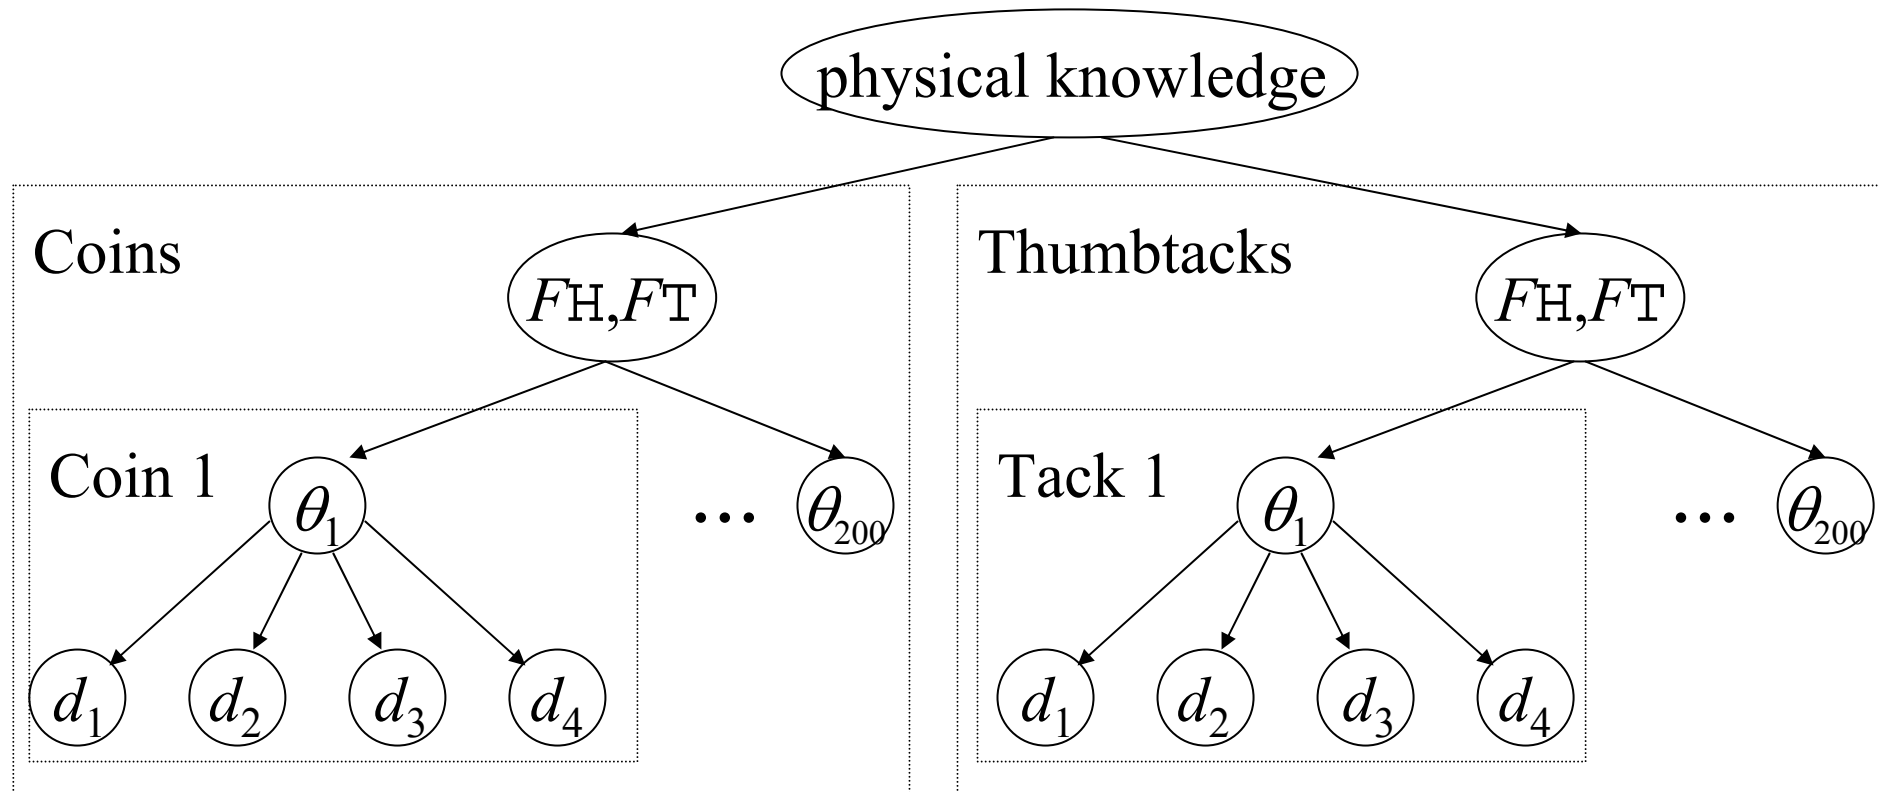 physical knowledge
Coins
Thumbtacks
FH,FT
FH,FT
Coin 1
θ1
...
θ200
Tack 1
θ1
...
θ200
d1 d2 d3 d4
d1 d2 d3 d4